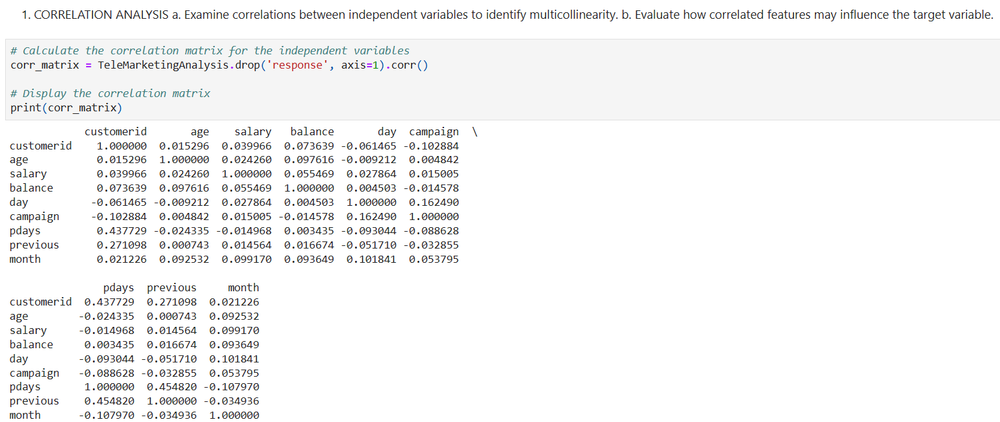 1. CORRELATION ANALYSIS a. Examine correlations between independent variables to identify multicollinearity. b. Evaluate how correlated features may influence the target variable.
# Calculate the correlation matrix for the independent variables
corr_matrix = TeleMarketingAnalysis.drop('response', axis=1).corr()
# Display the correlation matrix
print(corr_matrix)
            customerid       age    salary   balance       day  campaign  \
customerid    1.000000  0.015296  0.039966  0.073639 -0.061465 -0.102884
age           0.015296  1.000000  0.024260  0.097616 -0.009212  0.004842
salary        0.039966  0.024260  1.000000  0.055469  0.027864  0.015005
balance       0.073639  0.097616  0.055469  1.000000  0.004503 -0.014578
day          -0.061465 -0.009212  0.027864  0.004503  1.000000  0.162490
campaign     -0.102884  0.004842  0.015005 -0.014578  0.162490  1.000000
pdays         0.437729 -0.024335 -0.014968  0.003435 -0.093044 -0.088628
previous      0.271098  0.000743  0.014564  0.016674 -0.051710 -0.032855
month         0.021226  0.092532  0.099170  0.093649  0.101841  0.053795
               pdays  previous     month
customerid  0.437729  0.271098  0.021226
age        -0.024335  0.000743  0.092532
salary     -0.014968  0.014564  0.099170
balance     0.003435  0.016674  0.093649
day        -0.093044 -0.051710  0.101841
campaign   -0.088628 -0.032855  0.053795
pdays       1.000000  0.454820 -0.107970
previous    0.454820  1.000000 -0.034936
month      -0.107970 -0.034936  1.000000